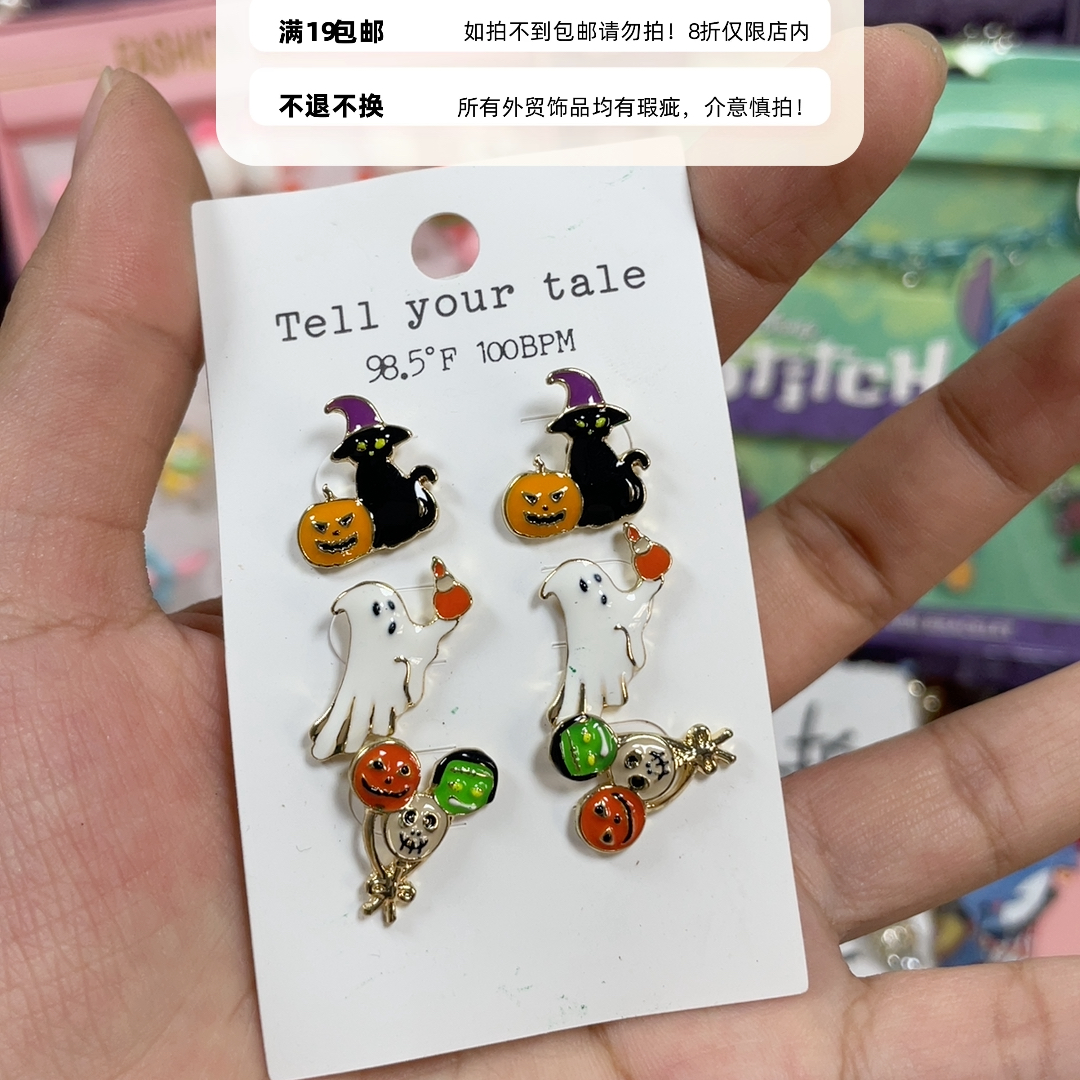 满19包邮 如拍不到包邮请勿拍！8折仅限店内
不退不换 所有外贸饰品均有瑕疵，介意慎拍！
Tell your tale
98.5°F 100BPM
STITCH